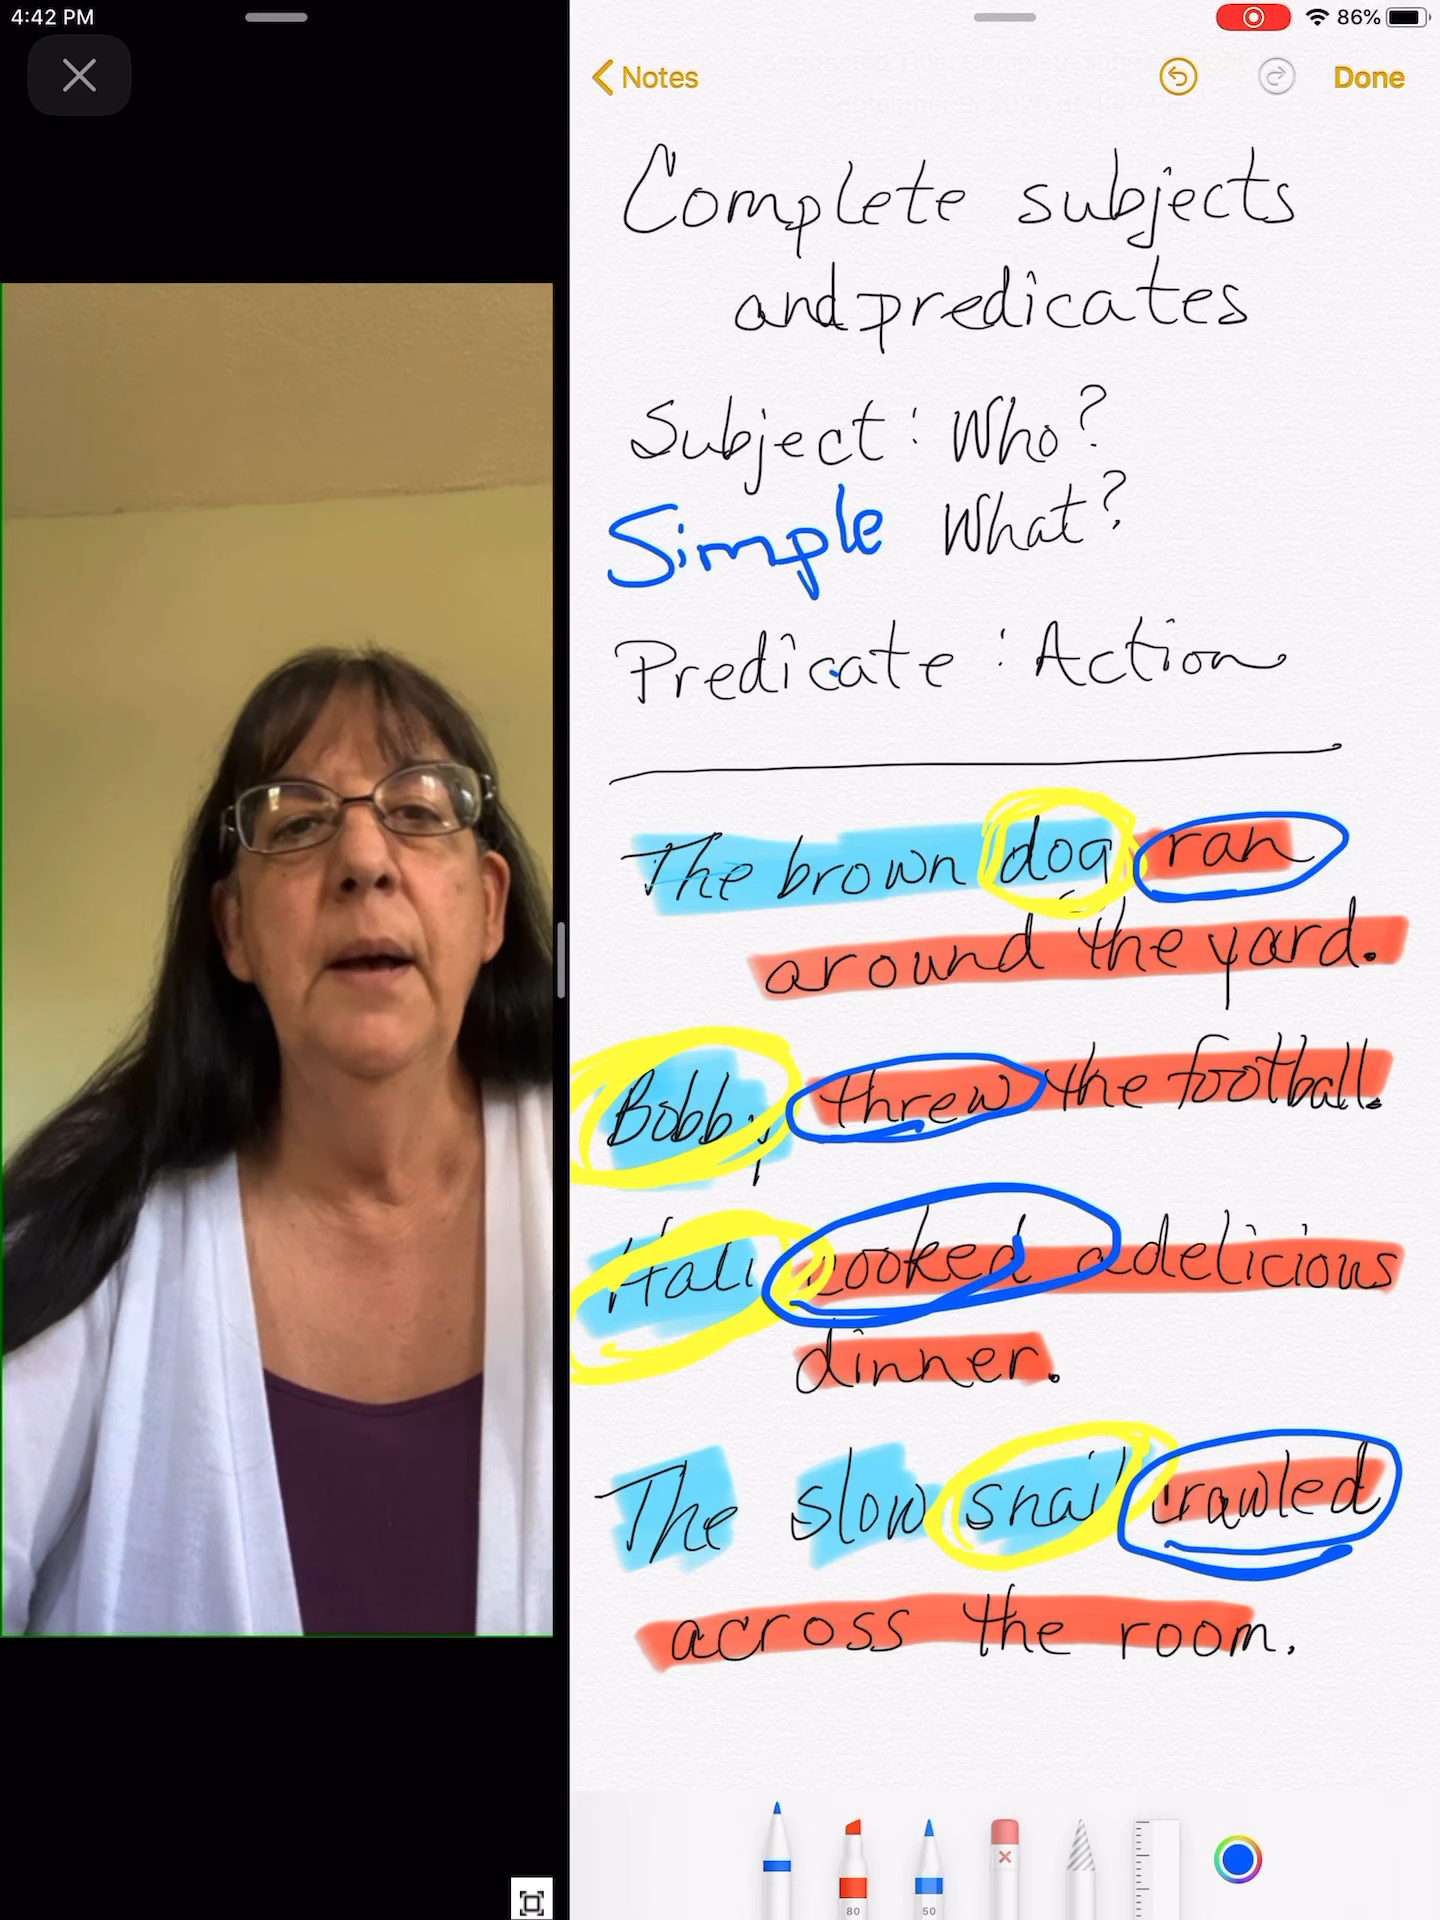 4:42 PM
86%
Notes
Done
Complete subjects
and predicates
Subject: Who?
Simple What?
Predicate: Action
The brown dog ran
around the yard.
Bobby threw the football.
Hali cooked a delicious
dinner.
The slow snail crawled
across the room.
80
50